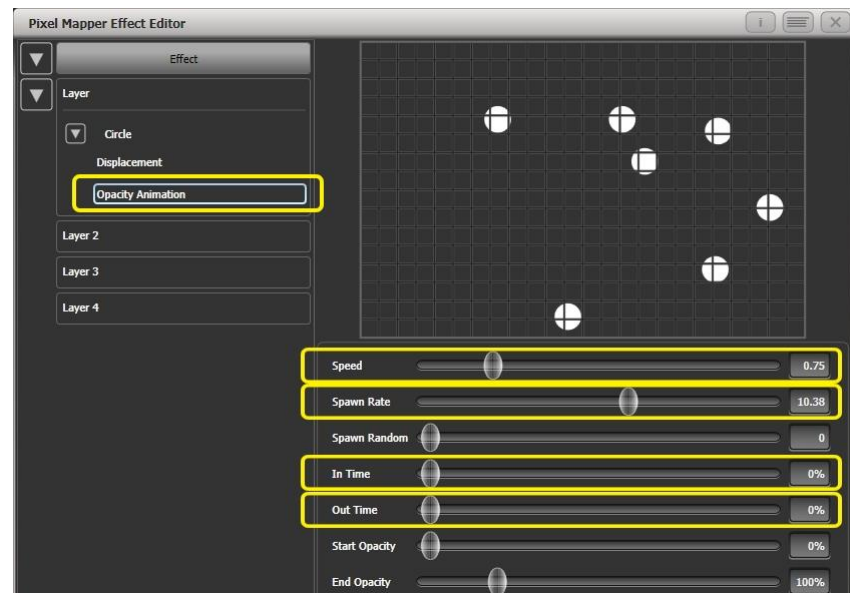 Pixel Mapper Effect Editor
i
Effect
Layer
Circle
Displacement
Opacity Animation
Layer 2
Layer 3
Layer 4
Speed 0.75
Spawn Rate 10.38
Spawn Random 0
In Time 0%
Out Time 0%
Start Opacity 0%
End Opacity 100%